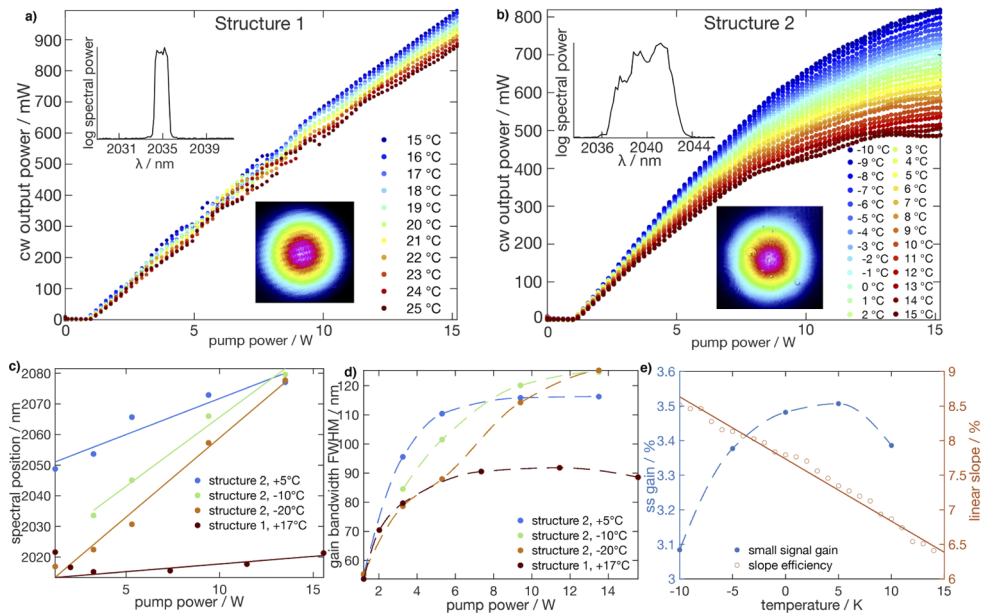 a)
Structure 1
cw output power / mW
900
800
700
600
500
400
300
200
100
0
0
5
10
15
pump power / W
log spectral power
2031
2035
2039
λ / nm
15 °C
16 °C
17 °C
18 °C
19 °C
20 °C
21 °C
22 °C
23 °C
24 °C
25 °C
b)
Structure 2
cw output power / mW
800
700
600
500
400
300
200
100
0
0
5
10
15
pump power / W
log spectral power
2036
2040
2044
λ / nm
-10 °C
-9 °C
-8 °C
-7 °C
-6 °C
-5 °C
-4 °C
-3 °C
-2 °C
-1 °C
0 °C
1 °C
2 °C
3 °C
4 °C
5 °C
6 °C
7 °C
8 °C
9 °C
10 °C
11 °C
12 °C
13 °C
14 °C
15 °C
c)
spectral position / nm
2080
2070
2060
2050
2040
2030
2020
5
10
15
pump power / W
structure 2, +5°C
structure 2, -10°C
structure 2, -20°C
structure 1, +17°C
d)
gain bandwidth FWHM / nm
120
110
100
90
80
70
60
2
4
6
8
10
12
14
pump power / W
structure 2, +5°C
structure 2, -10°C
structure 2, -20°C
structure 1, +17°C
e)
ss gain / %
3.6
3.5
3.4
3.3
3.2
3.1
3
-10
-5
0
5
10
15
temperature / K
linear slope / %
9
8.5
8
7.5
7
6.5
6
small signal gain
slope efficiency